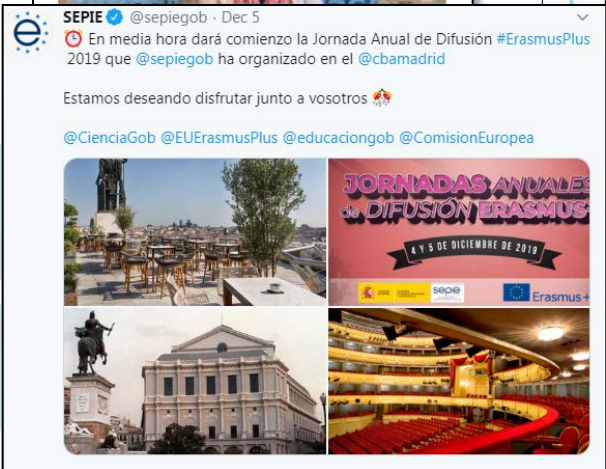 SEPIE @sepiegob · Dec 5
En media hora dará comienzo la Jornada Anual de Difusión #ErasmusPlus
2019 que @sepiegob ha organizado en el @cbamadrid
Estamos deseando disfrutar junto a vosotros
@CienciaGob @EUErasmusPlus @educaciongob @ComisionEuropea
JORNADAS ANUALES
de DIFUSIÓN ERASMUS+
4 Y 5 DE DICIEMBRE DE 2019
sepie
Erasmus+